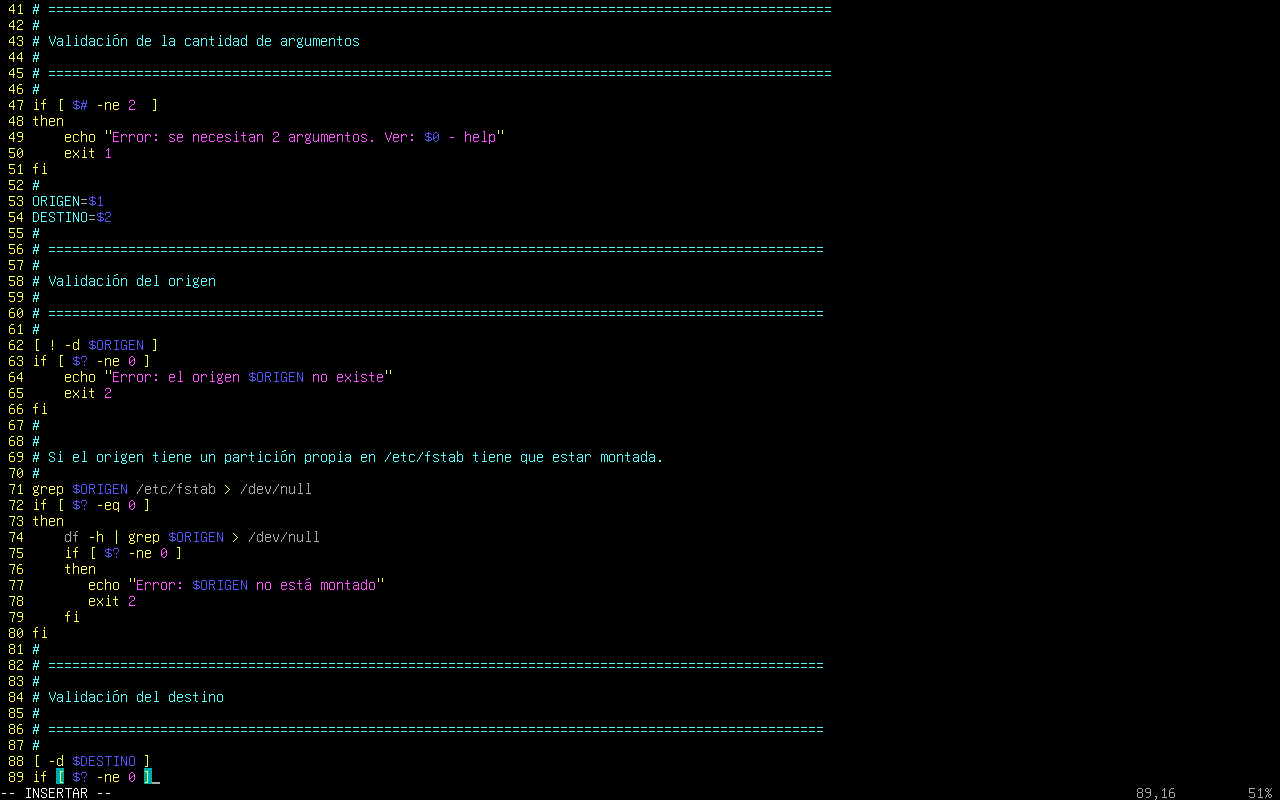 41 # ==================================================================================================
42 #
43 # Validación de la cantidad de argumentos
44 #
45 # ==================================================================================================
46 #
47 if [ $# -ne 2  ]
48 then
49     echo "Error: se necesitan 2 argumentos. Ver: $0 - help"
50     exit 1
51 fi
52 #
53 ORIGEN=$1
54 DESTINO=$2
55 #
56 # =================================================================================================
57 #
58 # Validación del origen
59 #
60 # =================================================================================================
61 #
62 [ ! -d $ORIGEN ]
63 if [ $? -ne 0 ]
64     echo "Error: el origen $ORIGEN no existe"
65     exit 2
66 fi
67 #
68 #
69 # Si el origen tiene un partición propia en /etc/fstab tiene que estar montada.
70 #
71 grep $ORIGEN /etc/fstab > /dev/null
72 if [ $? -eq 0 ]
73 then
74     df -h | grep $ORIGEN > /dev/null
75     if [ $? -ne 0 ]
76     then
77        echo "Error: $ORIGEN no está montado"
78        exit 2
79     fi
80 fi
81 #
82 # =================================================================================================
83 #
84 # Validación del destino
85 #
86 # =================================================================================================
87 #
88 [ -d $DESTINO ]
89 if [ $? -ne 0 ]_
-- INSERTAR -- 89,16 51%